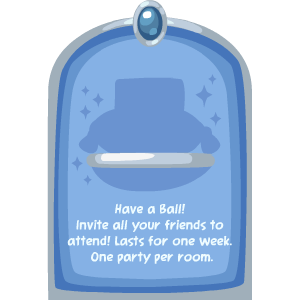 Have a Ball!
Invite all your friends to
attend! Lasts for one week.
One party per room.